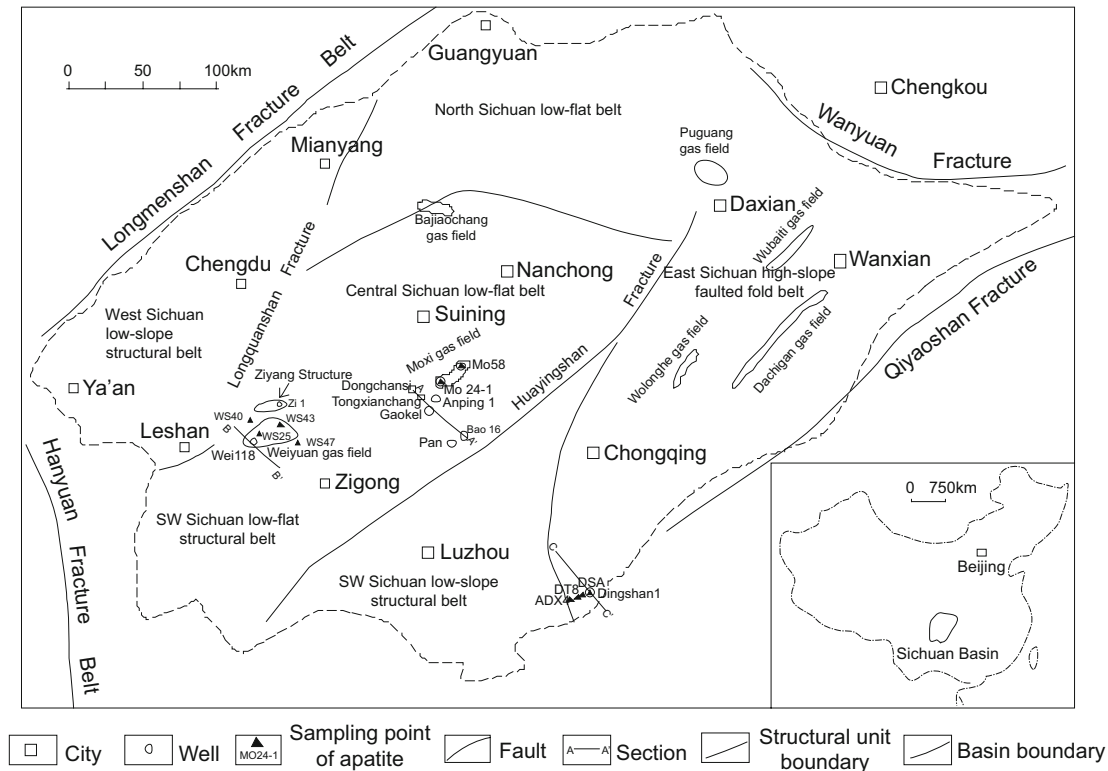 Guangyuan
0 50 100km
Longmenshan Fracture Belt
North Sichuan low-flat belt
Chengkou
Wanyuan Fracture
Mianyang
Puguang
gas field
Daxian
Bajiaochang
gas field
Wubaiti gas field
Wanxian
Chengdu
Longquanshan Fracture
Nanchong
Fracture
East Sichuan high-slope
faulted fold belt
Central Sichuan low-flat belt
West Sichuan
low-slope
structural belt
Suining
Moxi gas field
Mo58
Wolonghe gas field
Dachigan gas field
Qiyaoshan Fracture
Ya'an
Ziyang Structure
Zi 1
Dongchansi
A
Mo 24-1
Tongxianchang
Anping 1
Gaokel
Huayingshan
WS40
WS43
B
WS25
WS47
Leshan
Wei118
Weiyuan gas field
B'
Bao 16
A'
Pan
Chongqing
Hanyuan Fracture Belt
Zigong
SW Sichuan low-flat
structural belt
Luzhou
SW Sichuan low-slope
structural belt
C
DSA
DT8
D
Dingshan1
ADX4
C'
0 750km
Beijing
Sichuan Basin
City
Well
MO24-1
Sampling point
of apatite
Fault
A
A'
Section
Structural unit
boundary
Basin boundary